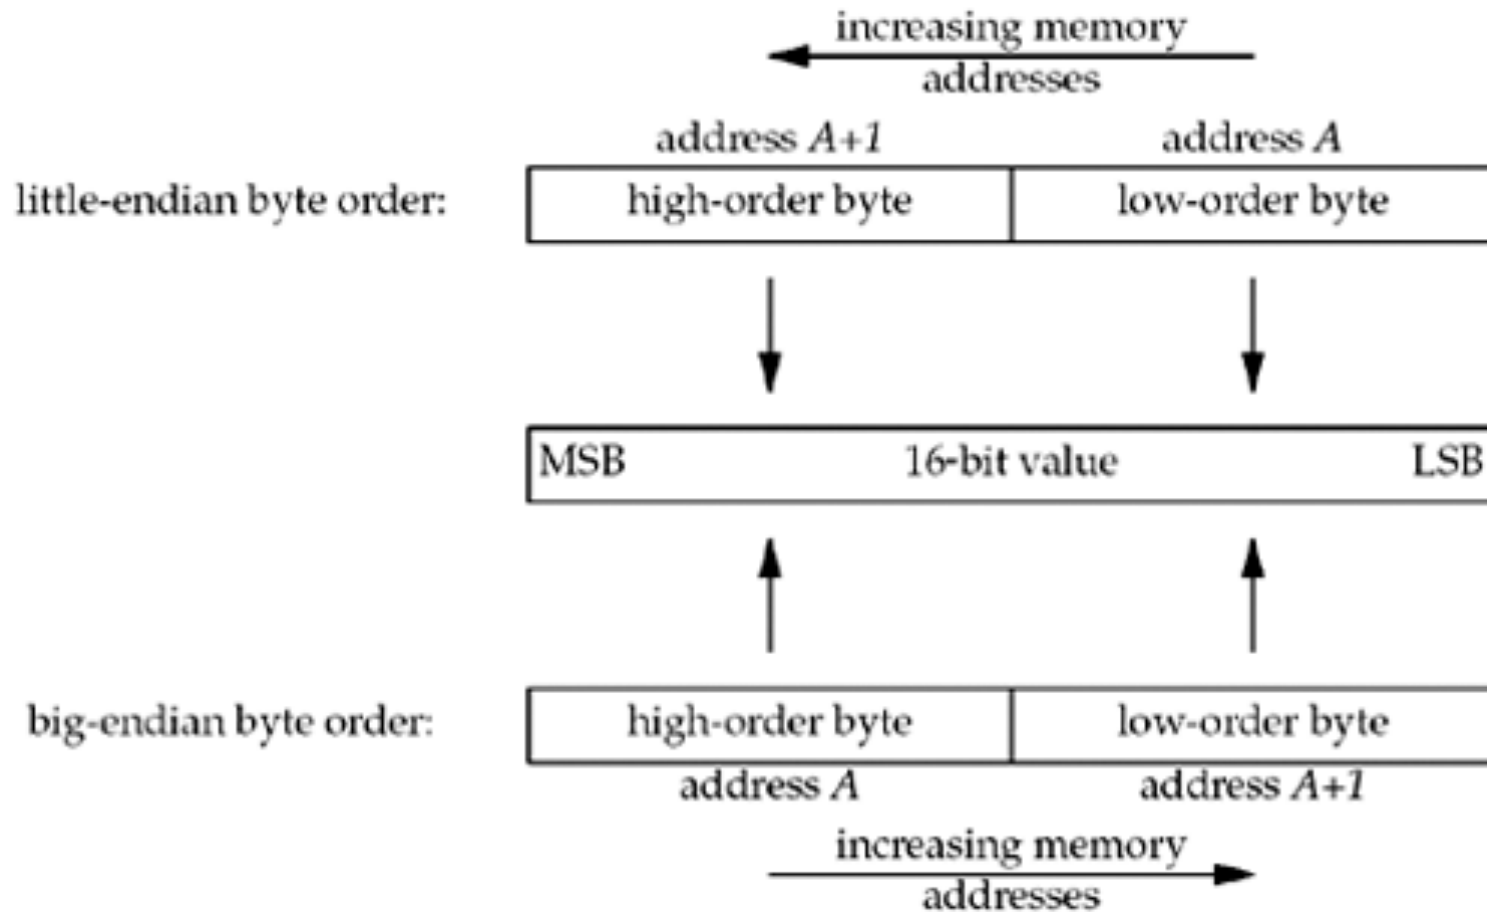 increasing memory
addresses
address A+1 address A
little-endian byte order: high-order byte low-order byte
MSB 16-bit value LSB
big-endian byte order: high-order byte low-order byte
address A address A+1
increasing memory
addresses